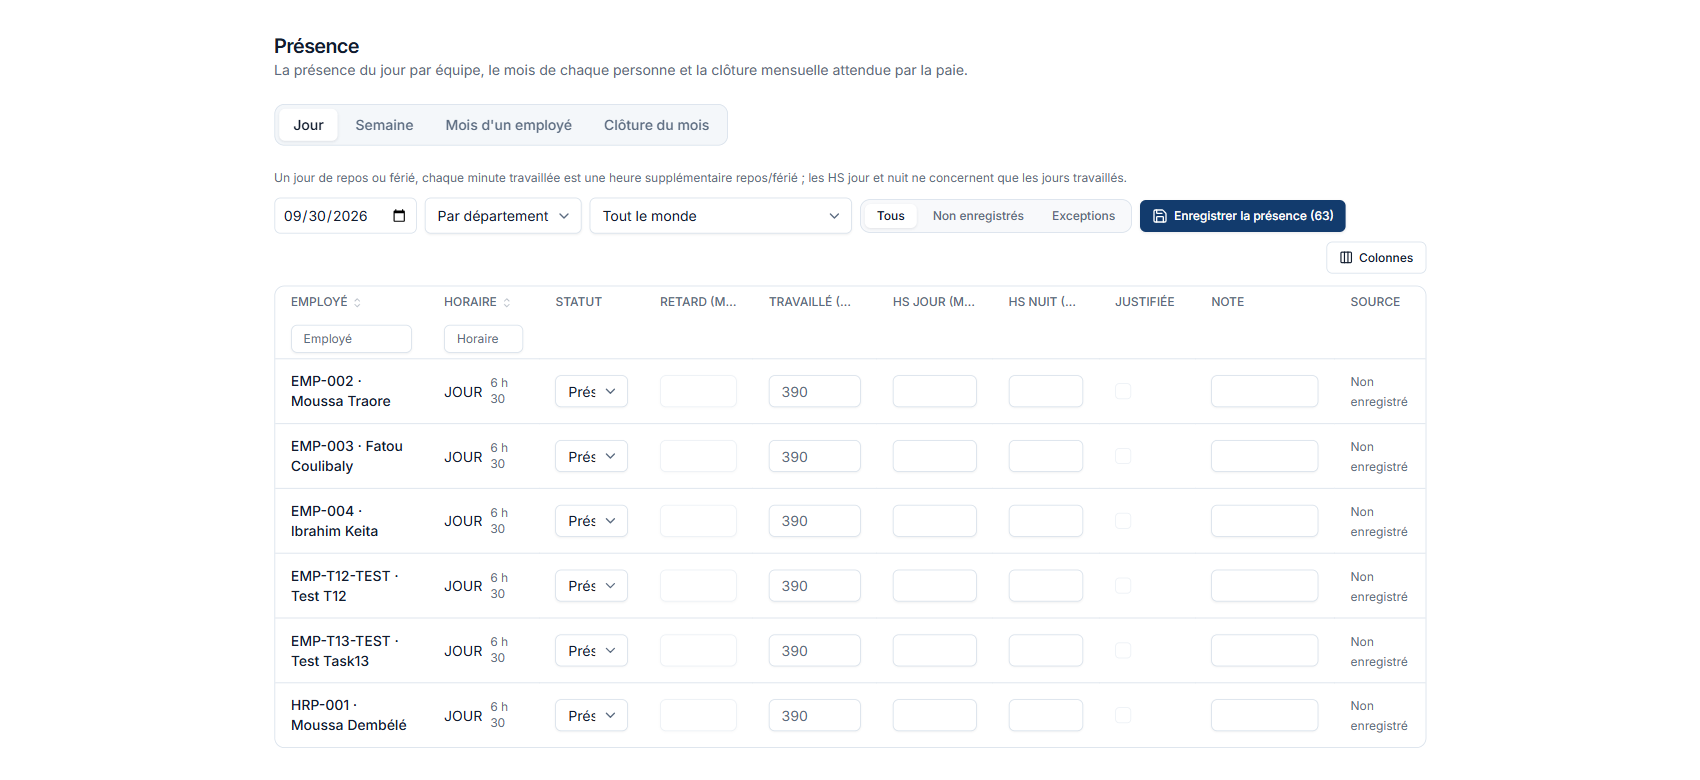 Présence
La présence du jour par équipe, le mois de chaque personne et la clôture mensuelle attendue par la paie.
Jour Semaine Mois d'un employé Clôture du mois
Un jour de repos ou férié, chaque minute travaillée est une heure supplémentaire repos/férié ; les HS jour et nuit ne concernent que les jours travaillés.
09/30/2026 Par département Tout le monde Tous Non enregistrés Exceptions Enregistrer la présence (63)
Colonnes
EMPLOYÉ HORAIRE STATUT RETARD (M... TRAVAILLÉ (... HS JOUR (M... HS NUIT (... JUSTIFIÉE NOTE SOURCE
Employé Horaire
EMP-002 ·
Moussa Traore
JOUR
6 h
30
Prés
390
Non
enregistré
EMP-003 · Fatou
Coulibaly
JOUR
6 h
30
Prés
390
Non
enregistré
EMP-004 ·
Ibrahim Keita
JOUR
6 h
30
Prés
390
Non
enregistré
EMP-T12-TEST ·
Test T12
JOUR
6 h
30
Prés
390
Non
enregistré
EMP-T13-TEST ·
Test Task13
JOUR
6 h
30
Prés
390
Non
enregistré
HRP-001 ·
Moussa Dembélé
JOUR
6 h
30
Prés
390
Non
enregistré